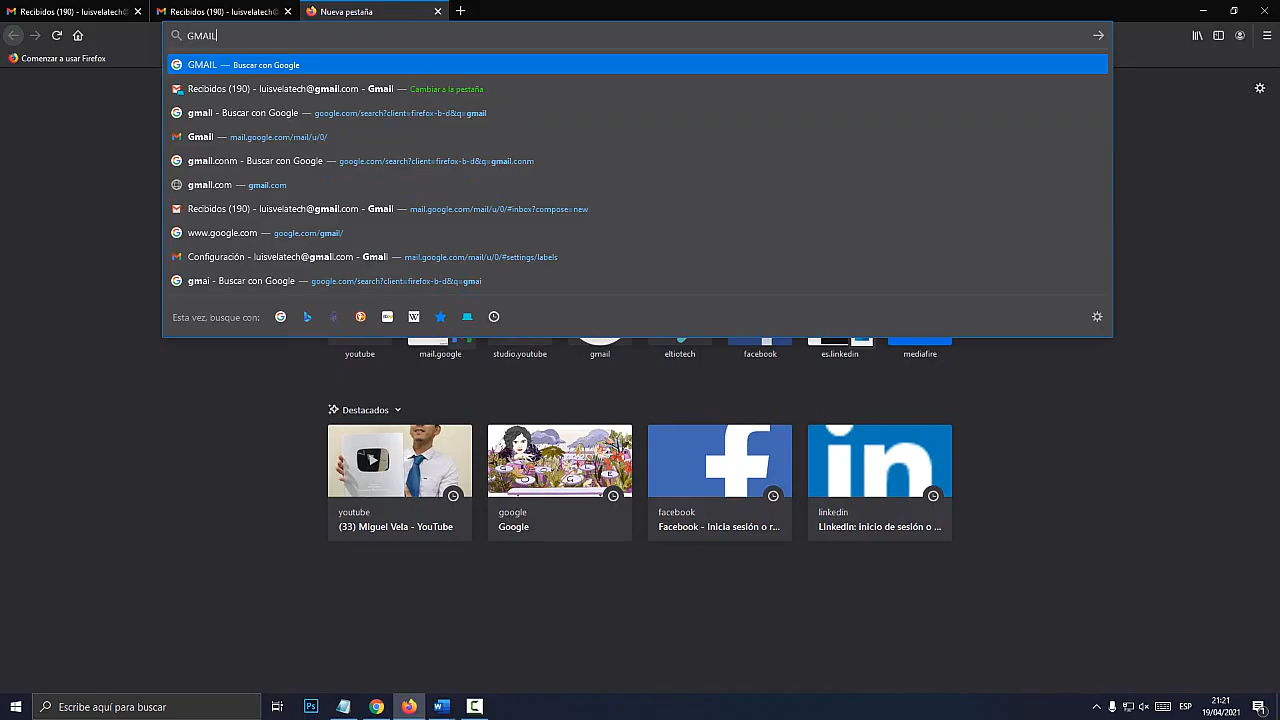 Recibidos (190) - luisvelatech@
Recibidos (190) - luisvelatech@
Nueva pestaña
GMAIL
Comenzar a usar Firefox
GMAIL — Buscar con Google
Recibidos (190) - luisvelatech@gmail.com - Gmail — Cambiar a la pestaña
gmail - Buscar con Google — google.com/search?client=firefox-b-d&q=gmail
Gmail — mail.google.com/mail/u/0/
gmail.conm - Buscar con Google — google.com/search?client=firefox-b-d&q=gmail.conm
gmail.com — gmail.com
Recibidos (190) - luisvelatech@gmail.com - Gmail — mail.google.com/mail/u/0/#inbox?compose=new
www.google.com — google.com/gmail/
Configuración - luisvelatech@gmail.com - Gmail — mail.google.com/mail/u/0/#settings/labels
gmai - Buscar con Google — google.com/search?client=firefox-b-d&q=gmai
Esta vez, busque con:
youtube
mail.google
studio.youtube
gmail
eltiotech
facebook
es.linkedin
mediafire
Destacados
youtube
(33) Miguel Vela - YouTube
google
Google
facebook
Facebook - Inicia sesión o r...
linkedin
LinkedIn: inicio de sesión o ...
Escribe aquí para buscar
ESP
21:21
19/04/2021